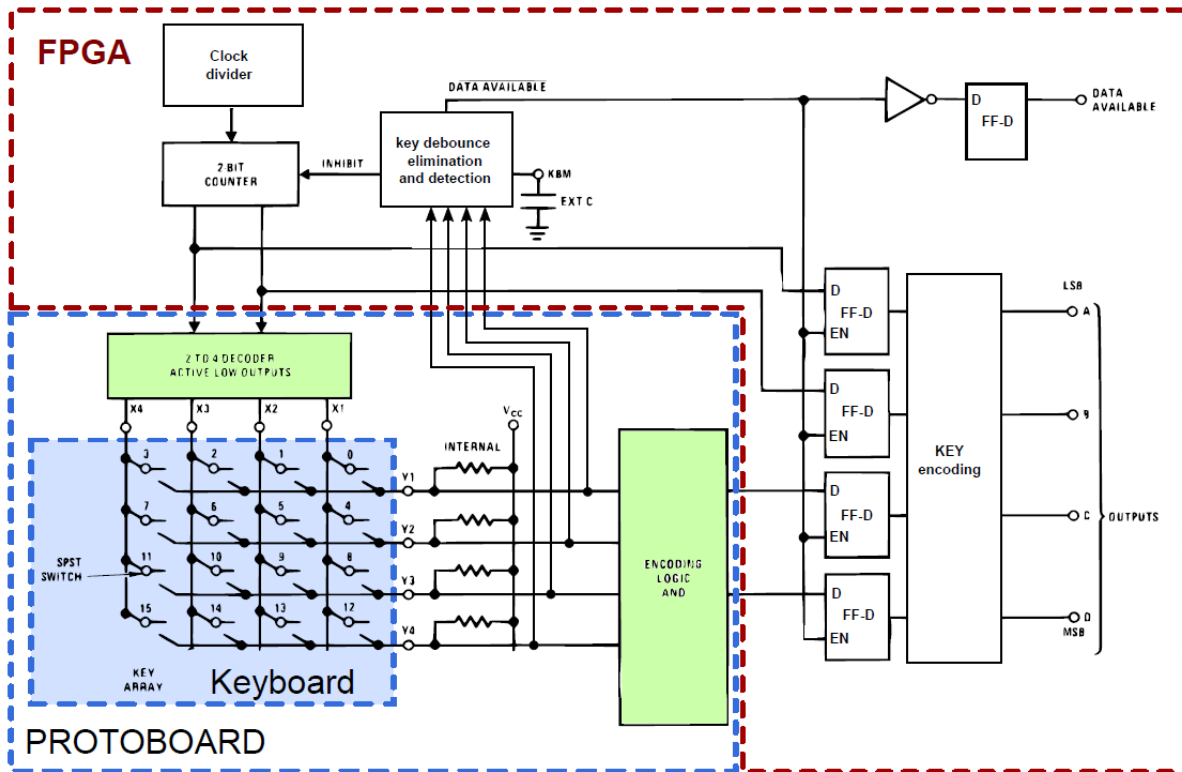 FPGA
Clock
divider
DATA AVAILABLE
D
FF-D
DATA
AVAILABLE
2-BIT
COUNTER
INHIBIT
key debounce
elimination
and detection
KBM
EXT C
D
FF-D
EN
D
FF-D
EN
D
FF-D
EN
D
FF-D
EN
KEY
encoding
LSB
A
B
C
D
MSB
OUTPUTS
2 TO 4 DECODER
ACTIVE LOW OUTPUTS
X4 X3 X2 X1
VCC
INTERNAL
3 2 1 0
Y1
7 6 5 4
Y2
SPST
SWITCH
11 10 9 8
Y3
15 14 13 12
Y4
ENCODING
LOGIC
AND
KEY
ARRAY
Keyboard
PROTOBOARD